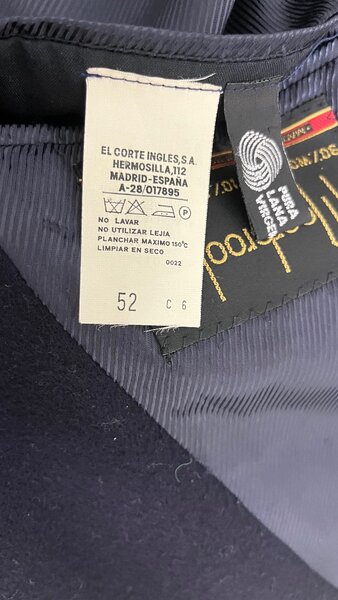 EL CORTE INGLES,S.A.
HERMOSILLA,112
MADRID-ESPAÑA
A-28/017895
P
NO LAVAR
NO UTILIZAR LEJIA
PLANCHAR MAXIMO 150°C
LIMPIAR EN SECO
0022
52 C 6
PURA
LANA
VIRGEN